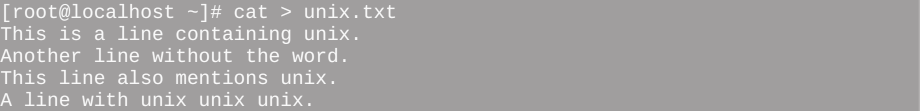 [root@localhost ~]# cat > unix.txt
This is a line containing unix.
Another line without the word.
This line also mentions unix.
A line with unix unix unix.